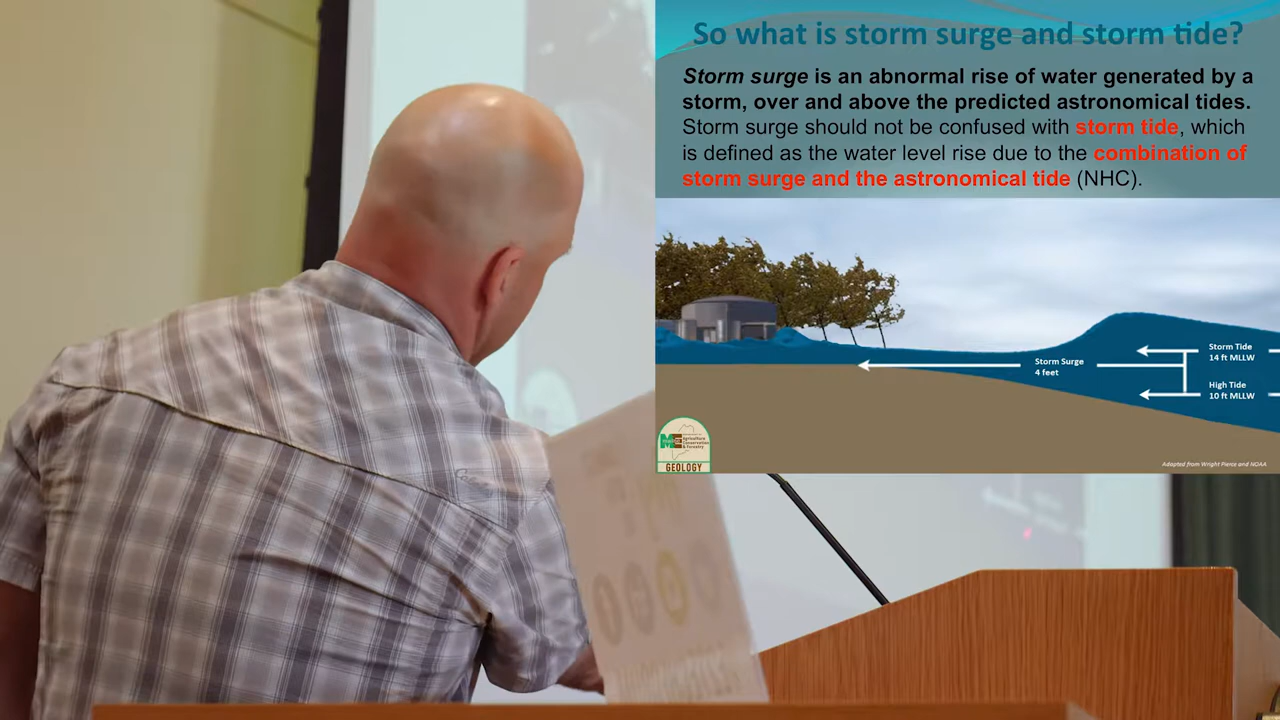 So what is storm surge and storm tide?
Storm surge is an abnormal rise of water generated by a
storm, over and above the predicted astronomical tides.
Storm surge should not be confused with storm tide, which
is defined as the water level rise due to the combination of
storm surge and the astronomical tide (NHC).
Storm Tide
14 ft MLLW
Storm Surge
4 feet
High Tide
10 ft MLLW
Agriculture
Conservation
& Forestry
GEOLOGY
Adapted from Wright Pierce and NOAA